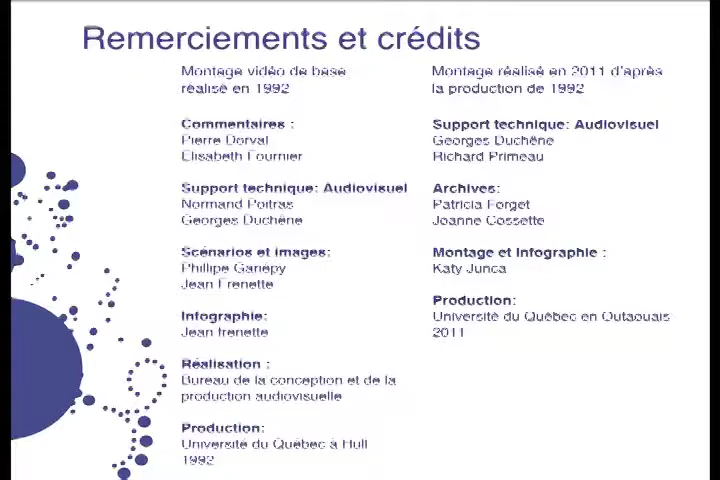 Remerciements et crédits
Montage vidéo de base
réalisé en 1992
Commentaires :
Pierre Dorval
Elisabeth Fournier
Support technique: Audiovisuel
Normand Poitras
Georges Duchêne
Scénarios et images:
Phillipe Ganépy
Jean Frenette
Infographie:
Jean frenette
Réalisation :
Bureau de la conception et de la
production audiovisuelle
Production:
Université du Québec à Hull
1992
Montage réalisé en 2011 d'après
la production de 1992
Support technique: Audiovisuel
Georges Duchêne
Richard Primeau
Archives:
Patricia Forget
Joanne Cossette
Montage et Infographie :
Katy Junca
Production:
Université du Québec en Outaouais
2011